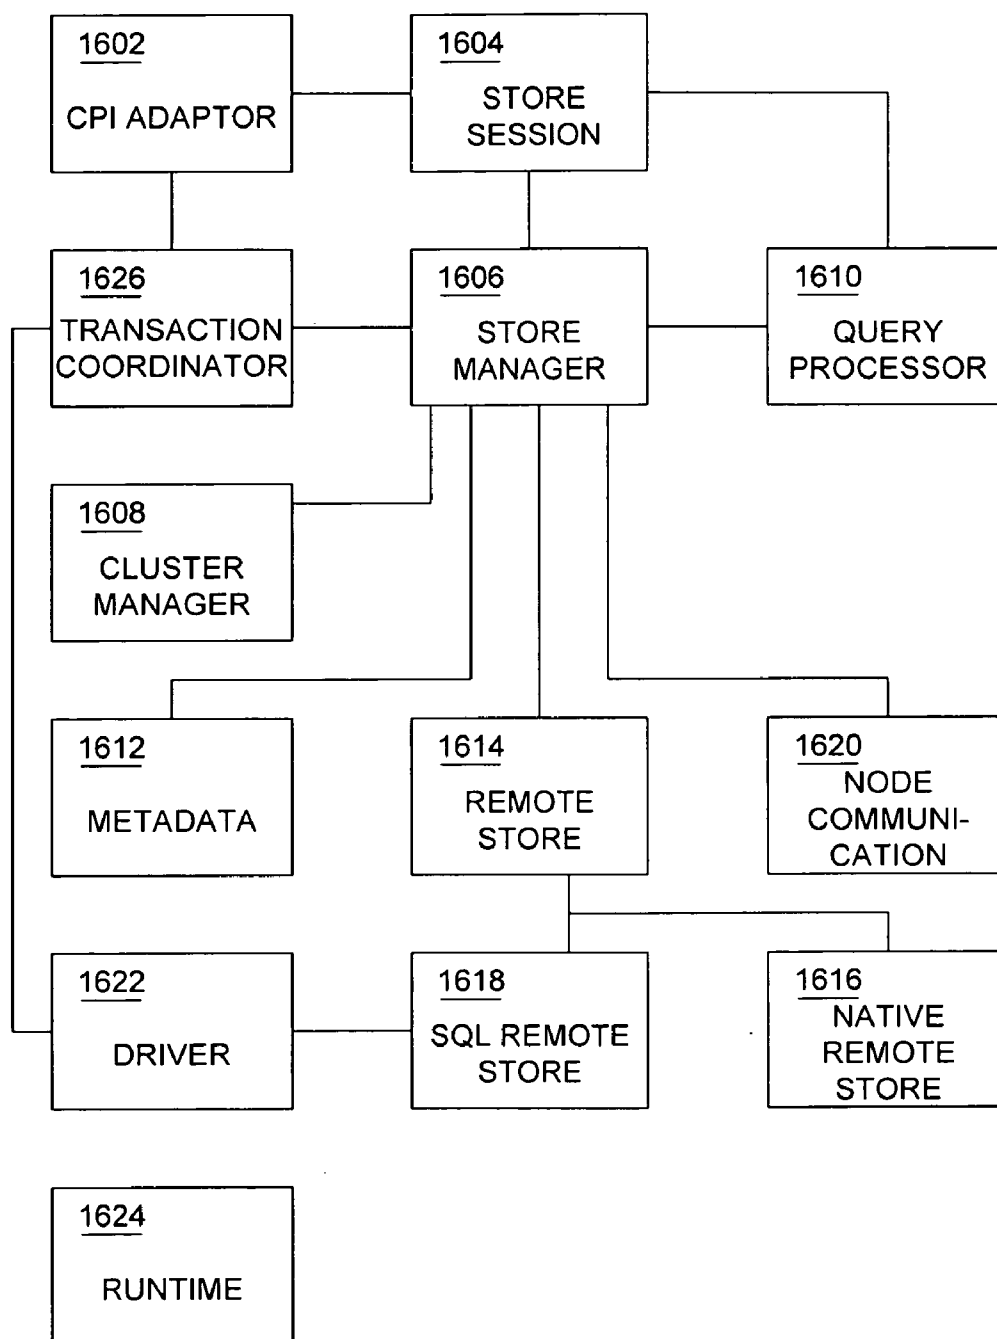 1602
CPI ADAPTOR
1604
STORE
SESSION
1626
TRANSACTION
COORDINATOR
1606
STORE
MANAGER
1610
QUERY
PROCESSOR
1608
CLUSTER
MANAGER
1612
METADATA
1614
REMOTE
STORE
1620
NODE
COMMUNI-
CATION
1622
DRIVER
1618
SQL REMOTE
STORE
1616
NATIVE
REMOTE
STORE
1624
RUNTIME